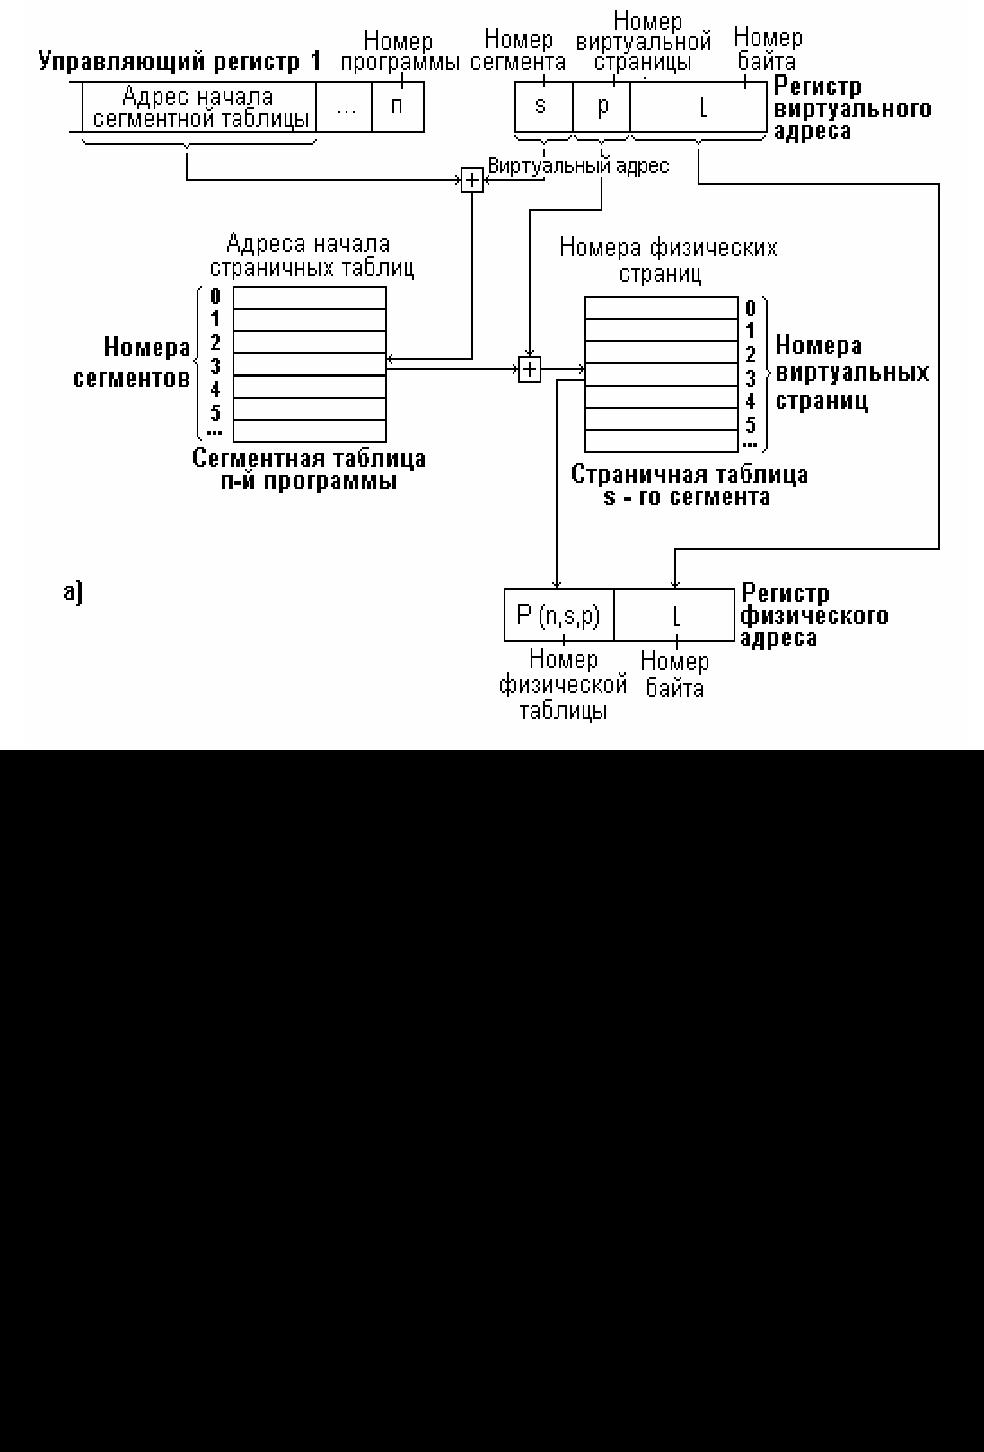 Управляющий регистр 1
Номер
программы
Номер
сегмента
Номер
виртуальной
страницы
Номер
байта
Адрес начала
сегментной таблицы
...
n
s
p
L
Регистр
виртуального
адреса
+
Виртуальный адрес
Адреса начала
страничных таблиц
Номера физических
страниц
Номера
сегментов
0
1
2
3
4
5
...
+
0
1
2
3
4
5
...
Номера
виртуальных
страниц
Сегментная таблица
n-й программы
Страничная таблица
s - го сегмента
а)
P (n,s,p)
L
Регистр
физического
адреса
Номер
физической
таблицы
Номер
байта